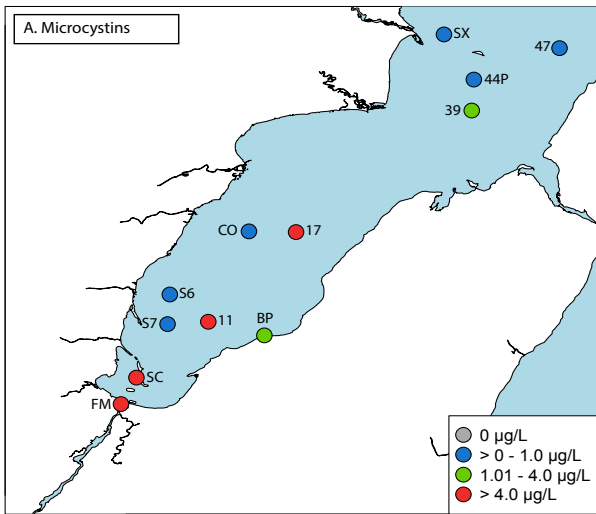 A. Microcystins
SX
47
44P
39
CO
17
S6
S7
11
BP
SC
FM
0 µg/L
> 0 - 1.0 µg/L
1.01 - 4.0 µg/L
> 4.0 µg/L